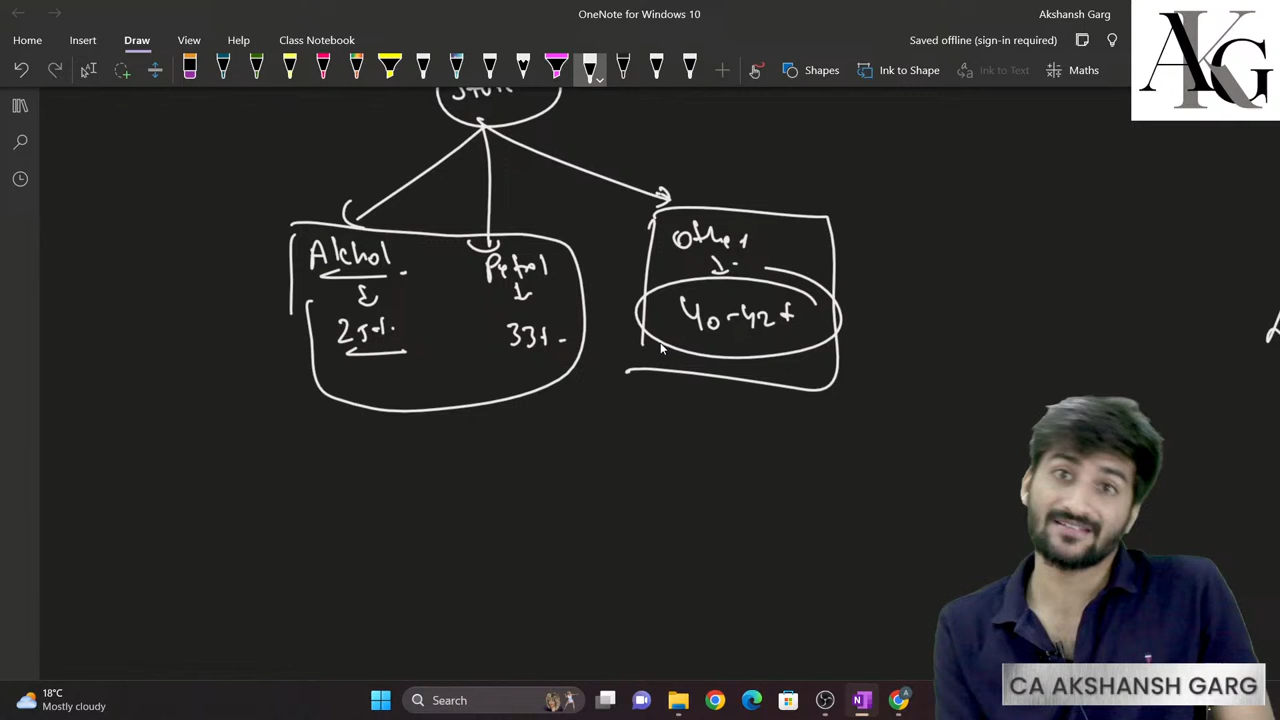 OneNote for Windows 10
Akshansh Garg
Home Insert Draw View Help Class Notebook
Saved offline (sign-in required)
Shapes Ink to Shape Ink to Text Maths
AKG
Alchol
Petrol
33%.
Other
40-42%
CA AKSHANSH GARG
18°C
Mostly cloudy
Search